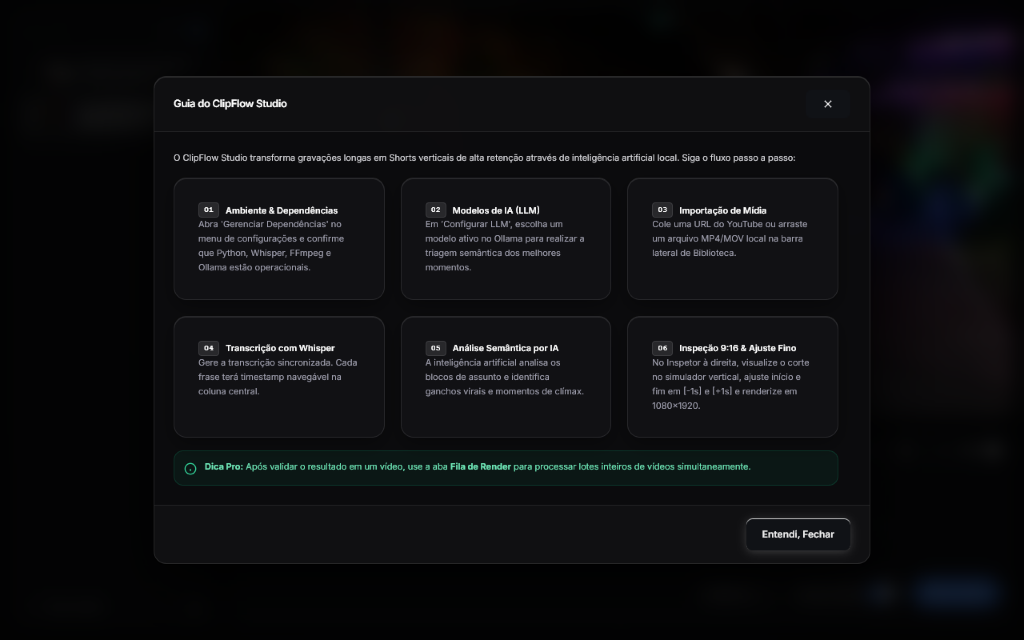 Guia do ClipFlow Studio
×
O ClipFlow Studio transforma gravações longas em Shorts verticais de alta retenção através de inteligência artificial local. Siga o fluxo passo a passo:
01 Ambiente & Dependências
Abra 'Gerenciar Dependências' no
menu de configurações e confirme
que Python, Whisper, FFmpeg e
Ollama estão operacionais.
02 Modelos de IA (LLM)
Em 'Configurar LLM', escolha um
modelo ativo no Ollama para realizar a
triagem semântica dos melhores
momentos.
03 Importação de Mídia
Cole uma URL do YouTube ou arraste
um arquivo MP4/MOV local na barra
lateral de Biblioteca.
04 Transcrição com Whisper
Gere a transcrição sincronizada. Cada
frase terá timestamp navegável na
coluna central.
05 Análise Semântica por IA
A inteligência artificial analisa os
blocos de assunto e identifica
ganchos virais e momentos de clímax.
06 Inspeção 9:16 & Ajuste Fino
No Inspetor à direita, visualize o corte
no simulador vertical, ajuste início e
fim em [-1s] e [+1s] e renderize em
1080×1920.
Dica Pro: Após validar o resultado em um vídeo, use a aba Fila de Render para processar lotes inteiros de vídeos simultaneamente.
Entendi, Fechar